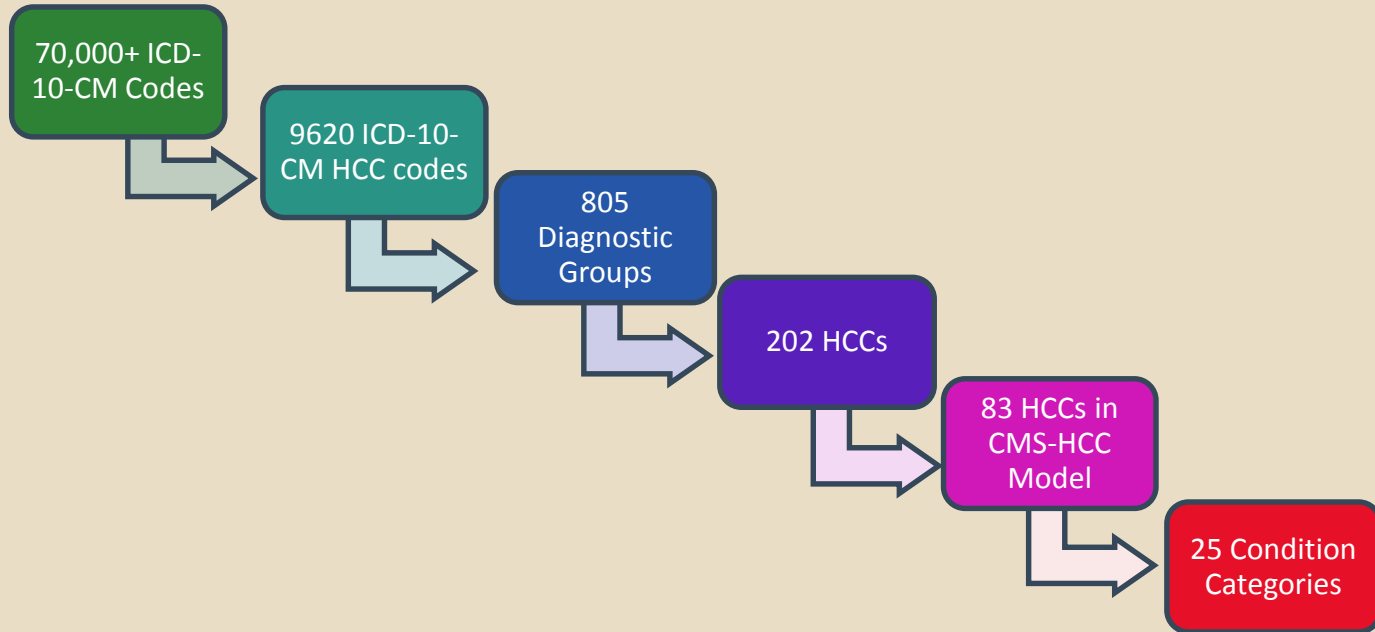 70,000+ ICD-
10-CM Codes
9620 ICD-10-
CM HCC codes
805
Diagnostic
Groups
202 HCCs
83 HCCs in
CMS-HCC
Model
25 Condition
Categories